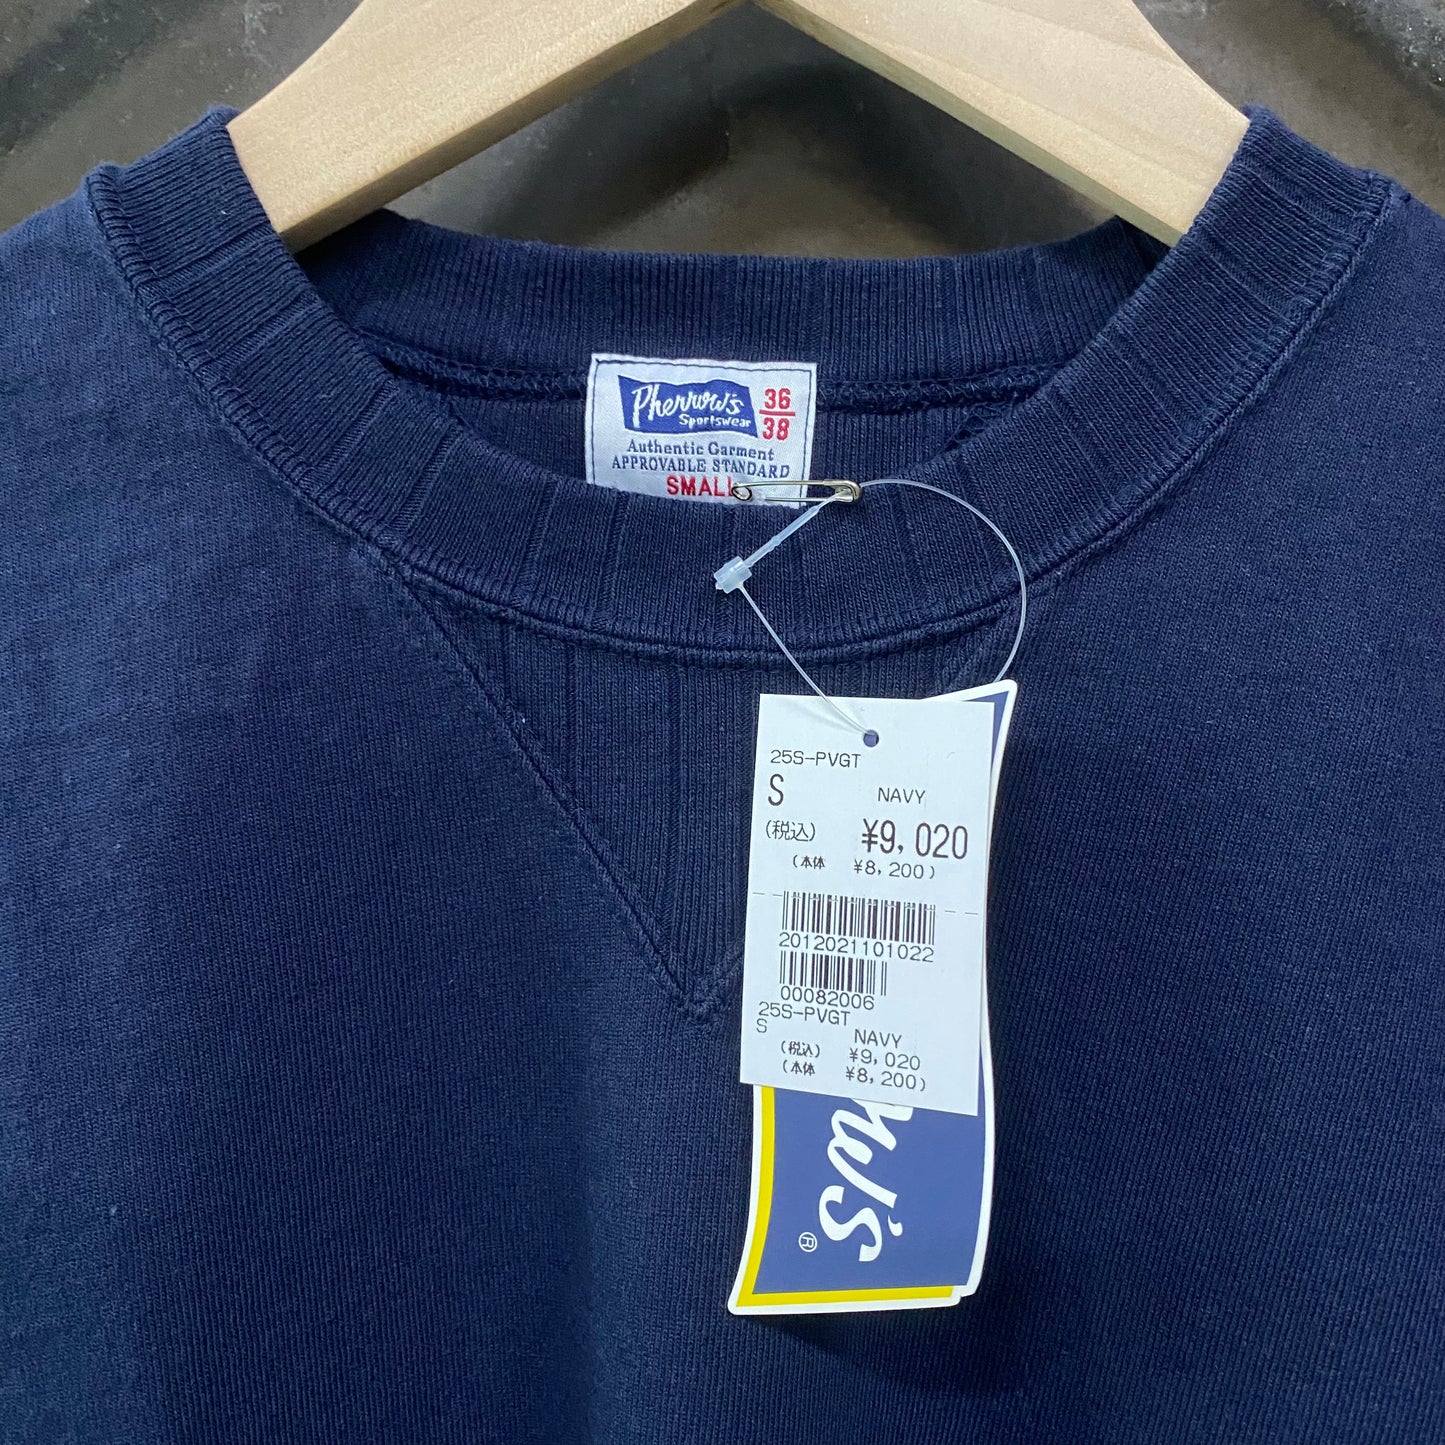 Pherrow's
Sportswear
36
38
Authentic Garment
APPROVABLE STANDARD
SMALL
25S-PVGT
S NAVY
(税込) ¥9,020
(本体 ¥8,200)
2012021101022
00082006
25S-PVGT
S NAVY
(税込) ¥9,020
(本体 ¥8,200)
w's
®